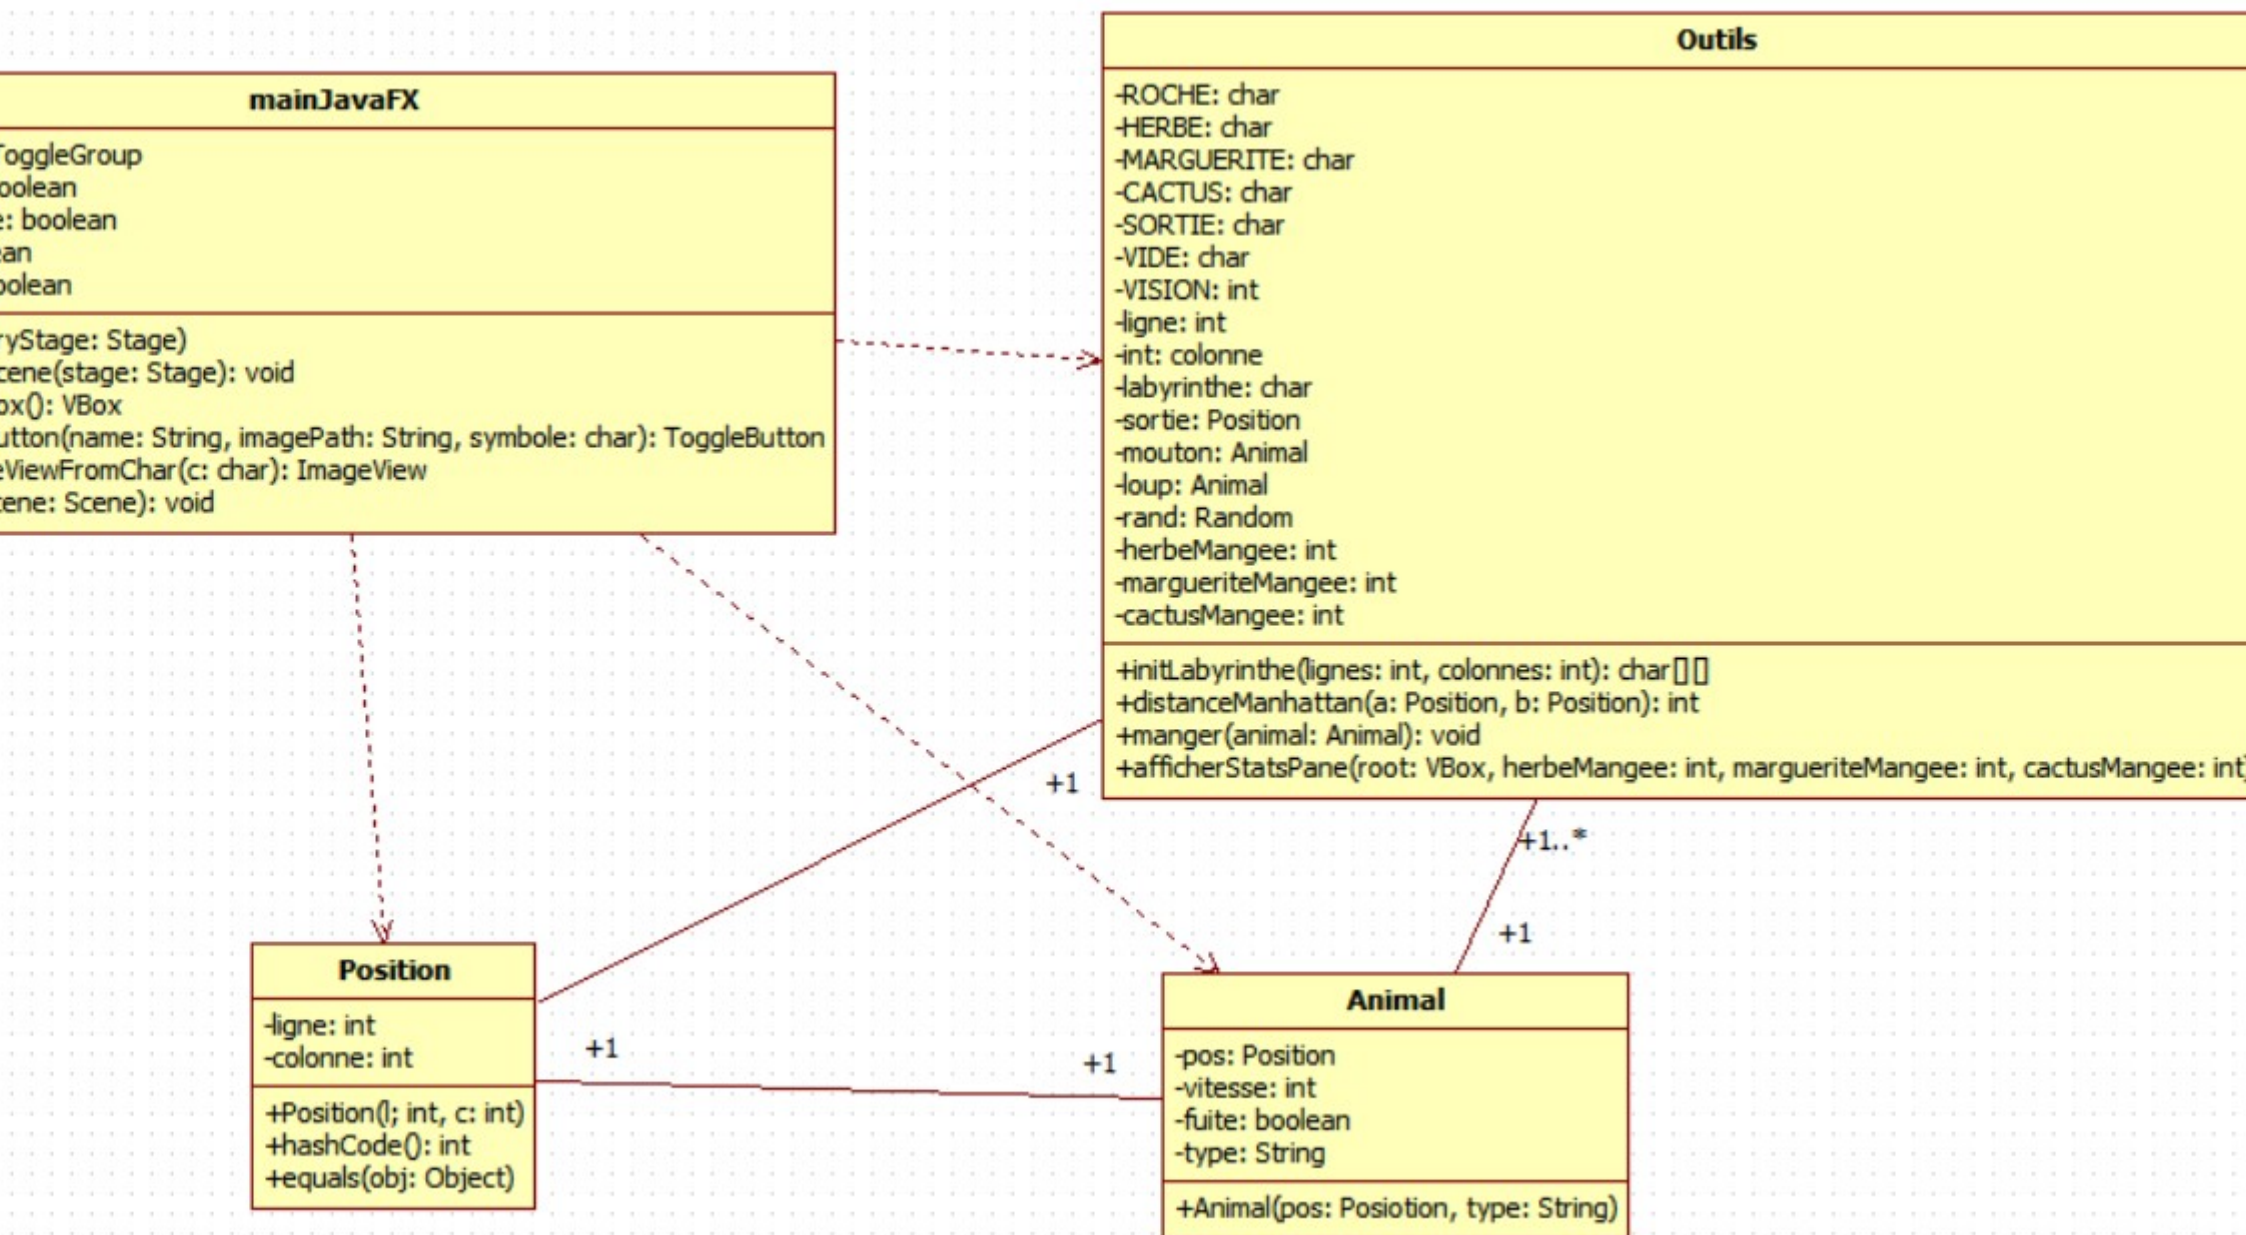 mainJavaFX
ToggleGroup
oolean
e: boolean
ean
oolean
ryStage: Stage)
cene(stage: Stage): void
ox(): VBox
utton(name: String, imagePath: String, symbole: char): ToggleButton
eViewFromChar(c: char): ImageView
cene: Scene): void
Outils
-ROCHE: char
-HERBE: char
-MARGUERITE: char
-CACTUS: char
-SORTIE: char
-VIDE: char
-VISION: int
-ligne: int
-int: colonne
-labyrinthe: char
-sortie: Position
-mouton: Animal
-loup: Animal
-rand: Random
-herbeMangee: int
-margueriteMangee: int
-cactusMangee: int
+initLabyrinthe(lignes: int, colonnes: int): char[][]
+distanceManhattan(a: Position, b: Position): int
+manger(animal: Animal): void
+afficherStatsPane(root: VBox, herbeMangee: int, margueriteMangee: int, cactusMangee: int)
+1
+1..*
+1
Position
-ligne: int
-colonne: int
+Position(l; int, c: int)
+hashCode(): int
+equals(obj: Object)
+1
+1
Animal
-pos: Position
-vitesse: int
-fuite: boolean
-type: String
+Animal(pos: Posiotion, type: String)